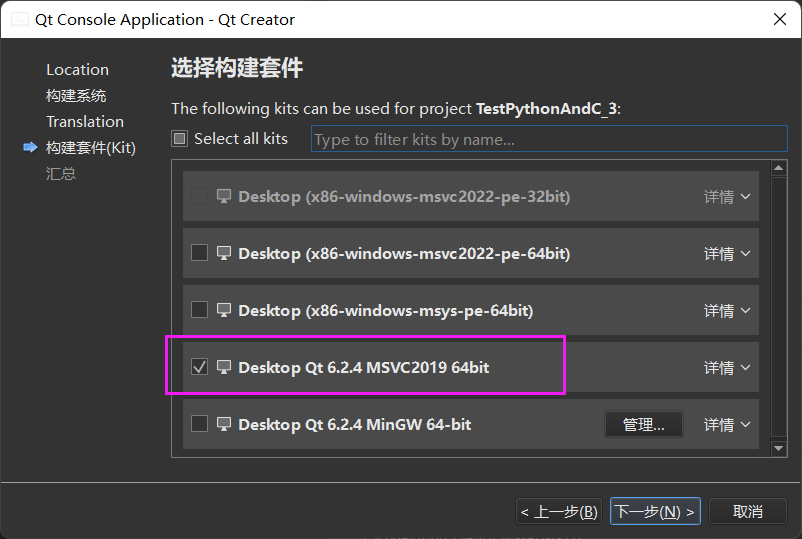 Qt Console Application - Qt Creator
Location
构建系统
Translation
构建套件(Kit)
汇总
选择构建套件
The following kits can be used for project TestPythonAndC_3:
Select all kits
Type to filter kits by name...
Desktop (x86-windows-msvc2022-pe-32bit) 详情
Desktop (x86-windows-msvc2022-pe-64bit) 详情
Desktop (x86-windows-msys-pe-64bit) 详情
Desktop Qt 6.2.4 MSVC2019 64bit 详情
Desktop Qt 6.2.4 MinGW 64-bit 管理... 详情
< 上一步(B) 下一步(N) > 取消